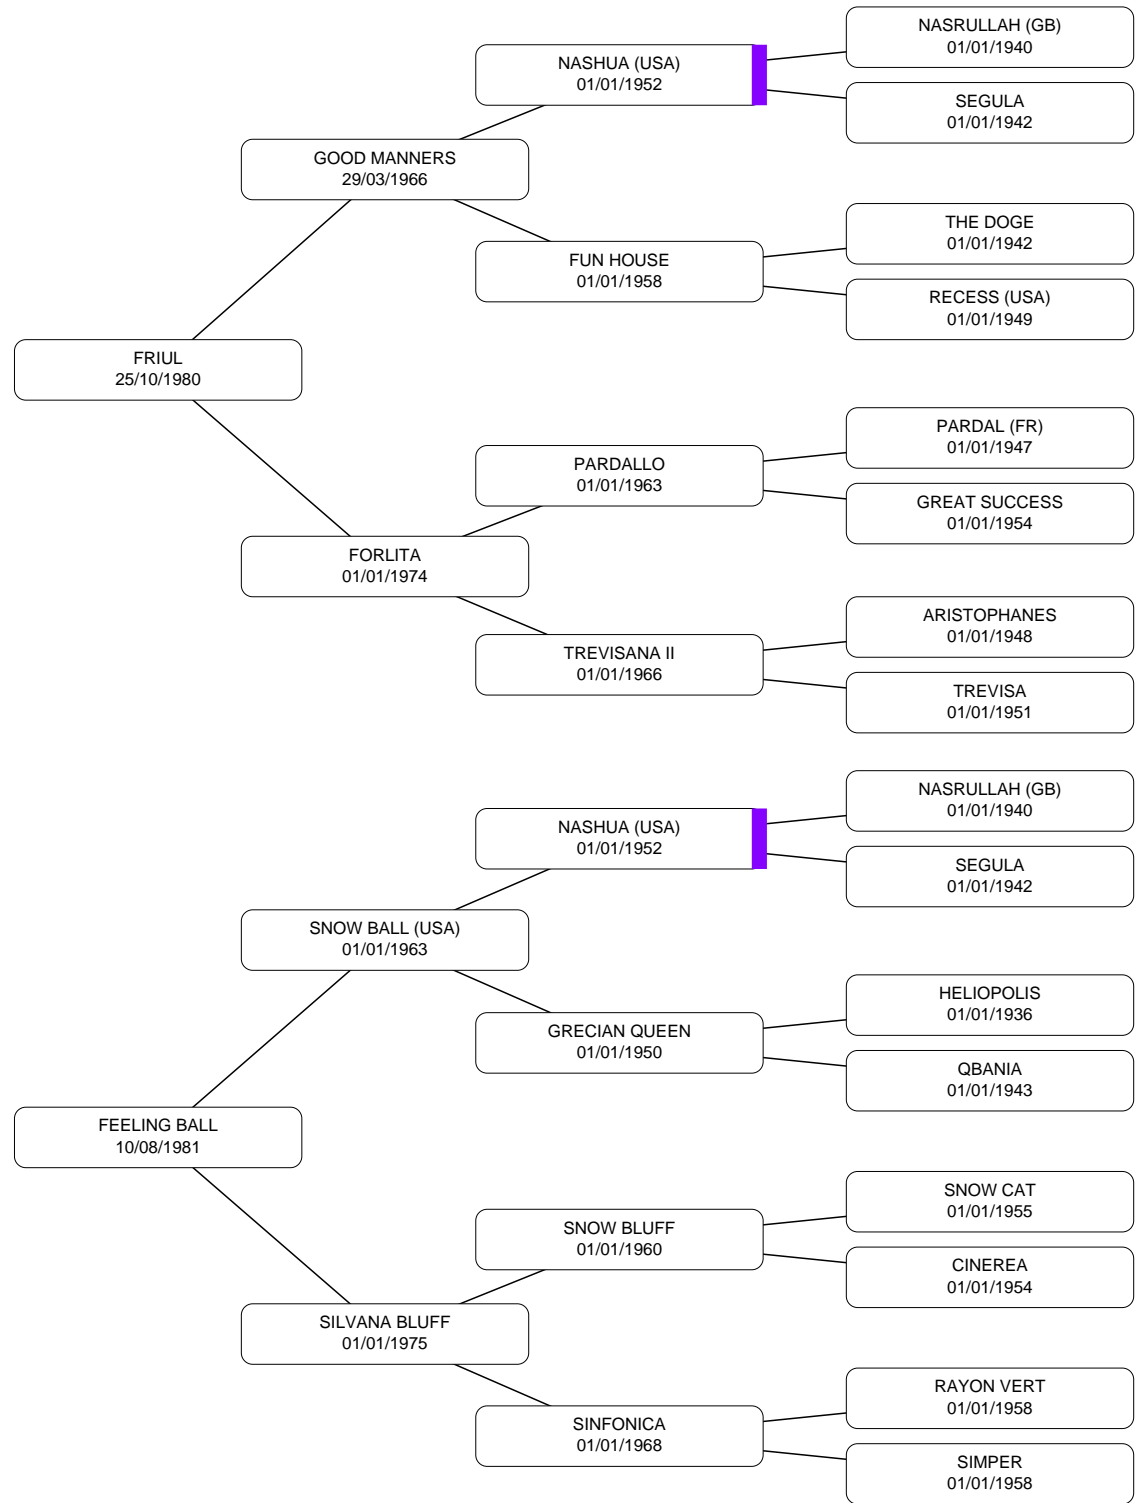 NASRULLAH (GB)
01/01/1940
NASHUA (USA)
01/01/1952
SEGULA
01/01/1942
GOOD MANNERS
29/03/1966
THE DOGE
01/01/1942
FUN HOUSE
01/01/1958
RECESS (USA)
01/01/1949
FRIUL
25/10/1980
PARDAL (FR)
01/01/1947
PARDALLO
01/01/1963
GREAT SUCCESS
01/01/1954
FORLITA
01/01/1974
ARISTOPHANES
01/01/1948
TREVISANA II
01/01/1966
TREVISA
01/01/1951
NASRULLAH (GB)
01/01/1940
NASHUA (USA)
01/01/1952
SEGULA
01/01/1942
SNOW BALL (USA)
01/01/1963
HELIOPOLIS
01/01/1936
GRECIAN QUEEN
01/01/1950
QBANIA
01/01/1943
FEELING BALL
10/08/1981
SNOW CAT
01/01/1955
SNOW BLUFF
01/01/1960
CINEREA
01/01/1954
SILVANA BLUFF
01/01/1975
RAYON VERT
01/01/1958
SINFONICA
01/01/1968
SIMPER
01/01/1958